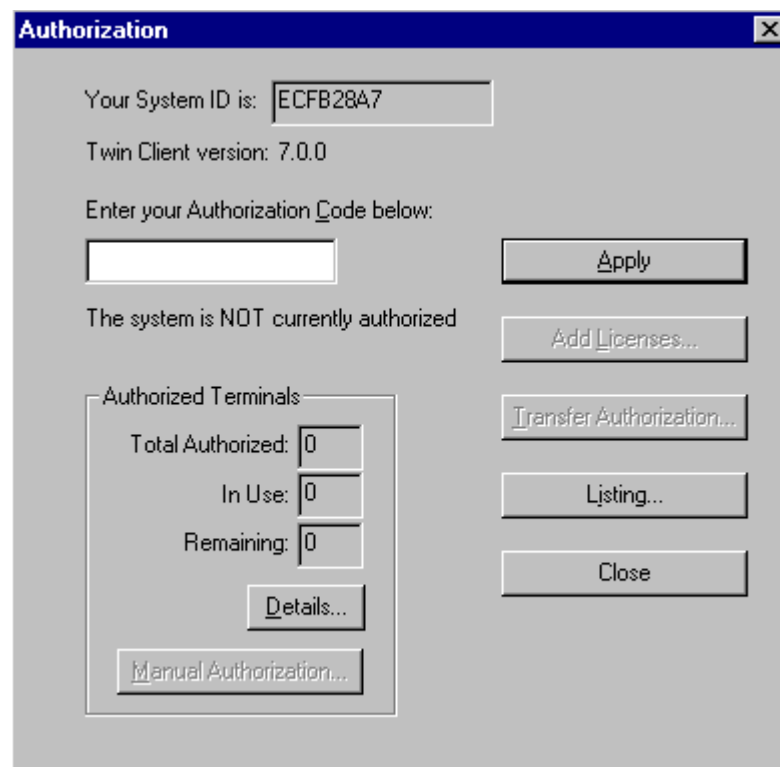 Authorization
Your System ID is: ECFB28A7
Twin Client version: 7.0.0
Enter your Authorization Code below:
Apply
The system is NOT currently authorized
Add Licenses...
Authorized Terminals
Total Authorized: 0
In Use: 0
Remaining: 0
Details...
Manual Authorization...
Transfer Authorization...
Listing...
Close